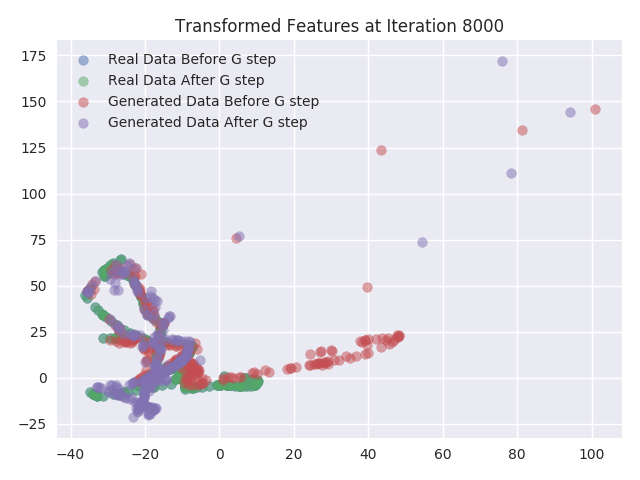 Transformed Features at Iteration 8000
Real Data Before G step
Real Data After G step
Generated Data Before G step
Generated Data After G step
175
150
125
100
75
50
25
0
−25
−40 −20 0 20 40 60 80 100